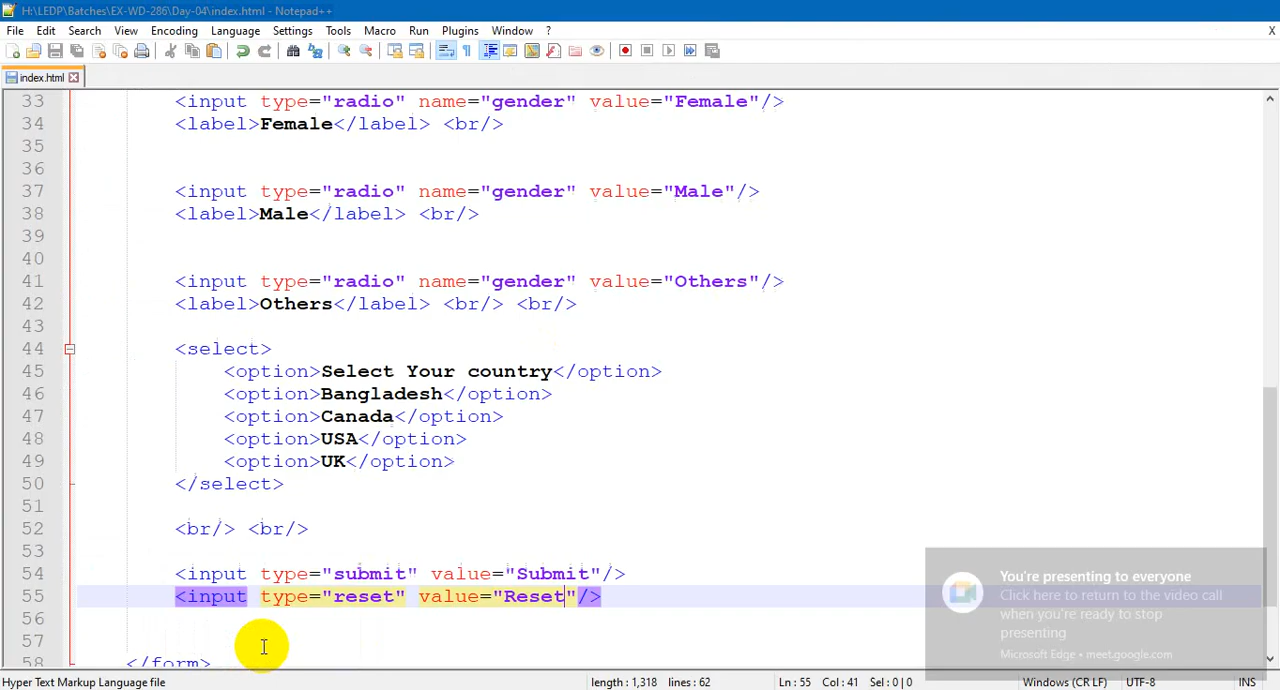 H:\LEDP\Batches\EX-WD-286\Day-04\index.html - Notepad++
File Edit Search View Encoding Language Settings Tools Macro Run Plugins Window ? X
index.html
33 <input type="radio" name="gender" value="Female"/>
34 <label>Female</label> <br/>
35
36
37 <input type="radio" name="gender" value="Male"/>
38 <label>Male</label> <br/>
39
40
41 <input type="radio" name="gender" value="Others"/>
42 <label>Others</label> <br/> <br/>
43
44 <select>
45 <option>Select Your country</option>
46 <option>Bangladesh</option>
47 <option>Canada</option>
48 <option>USA</option>
49 <option>UK</option>
50 </select>
51
52 <br/> <br/>
53
54 <input type="submit" value="Submit"/>
55 <input type="reset" value="Reset"/>
56
57
58 </form>
You're presenting to everyone
Click here to return to the video call
when you're ready to stop
presenting
Microsoft Edge • meet.google.com
Hyper Text Markup Language file length : 1,318 lines : 62 Ln : 55 Col : 41 Sel : 0 | 0 Windows (CR LF) UTF-8 INS